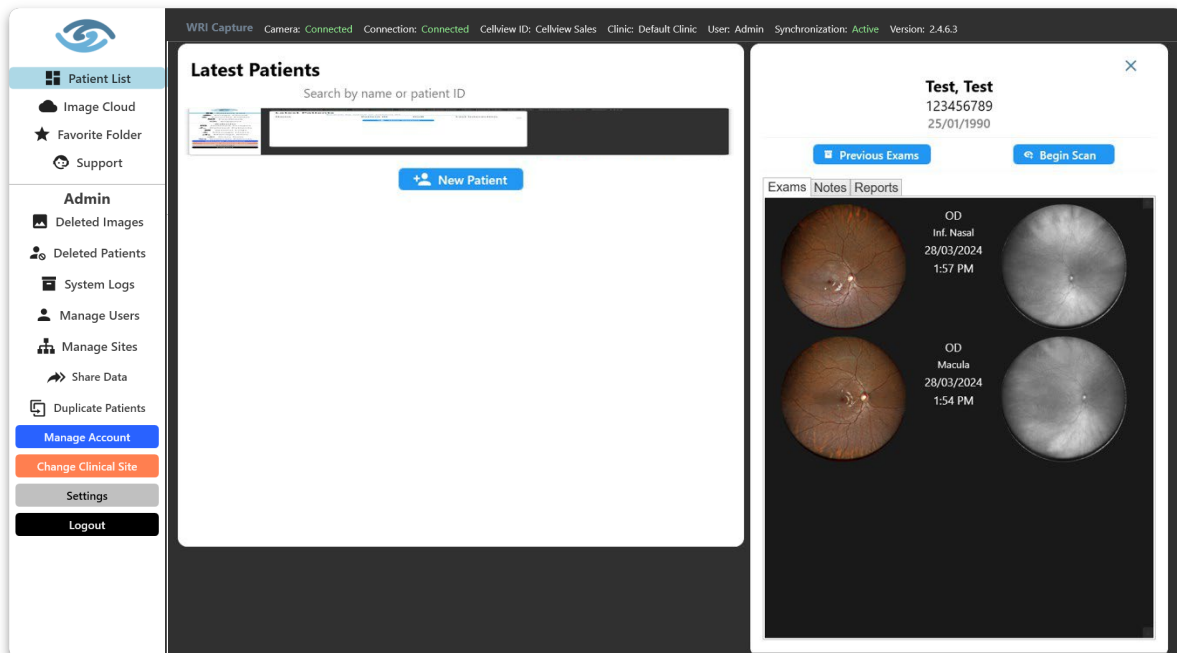 WRI Capture Camera: Connected Connection: Connected Cellview ID: Cellview Sales Clinic: Default Clinic User: Admin Synchronization: Active Version: 2.4.6.3
Patient List
Image Cloud
Favorite Folder
Support
Admin
Deleted Images
Deleted Patients
System Logs
Manage Users
Manage Sites
Share Data
Duplicate Patients
Manage Account
Change Clinical Site
Settings
Logout
Latest Patients
Search by name or patient ID
Latest Patients
New Patient
Test, Test
123456789
25/01/1990
Previous Exams
Begin Scan
Exams Notes Reports
OD
Inf. Nasal
28/03/2024
1:57 PM
OD
Macula
28/03/2024
1:54 PM